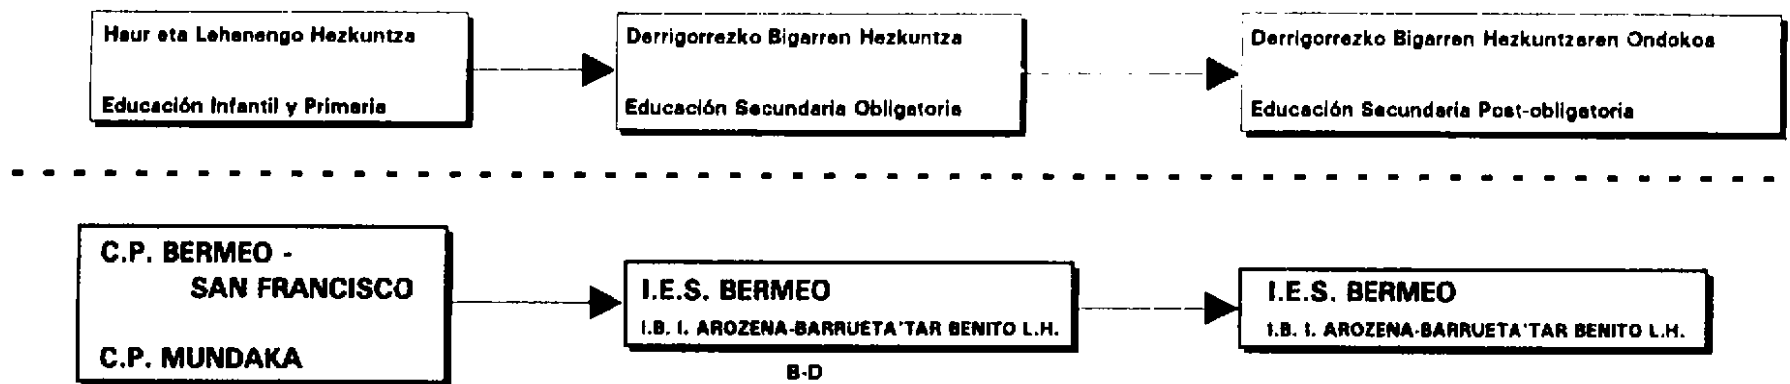 Haur eta Lehenengo Hezkuntza
Educación Infantil y Primaria
Derrigorrezko Bigarren Hezkuntza
Educación Secundaria Obligatoria
Derrigorrezko Bigarren Hezkuntzaren Ondokoa
Educación Secundaria Post-obligatoria
C.P. BERMEO -
SAN FRANCISCO
C.P. MUNDAKA
I.E.S. BERMEO
I.B. I. AROZENA-BARRUETA'TAR BENITO L.H.
B-D
I.E.S. BERMEO
I.B. I. AROZENA-BARRUETA'TAR BENITO L.H.